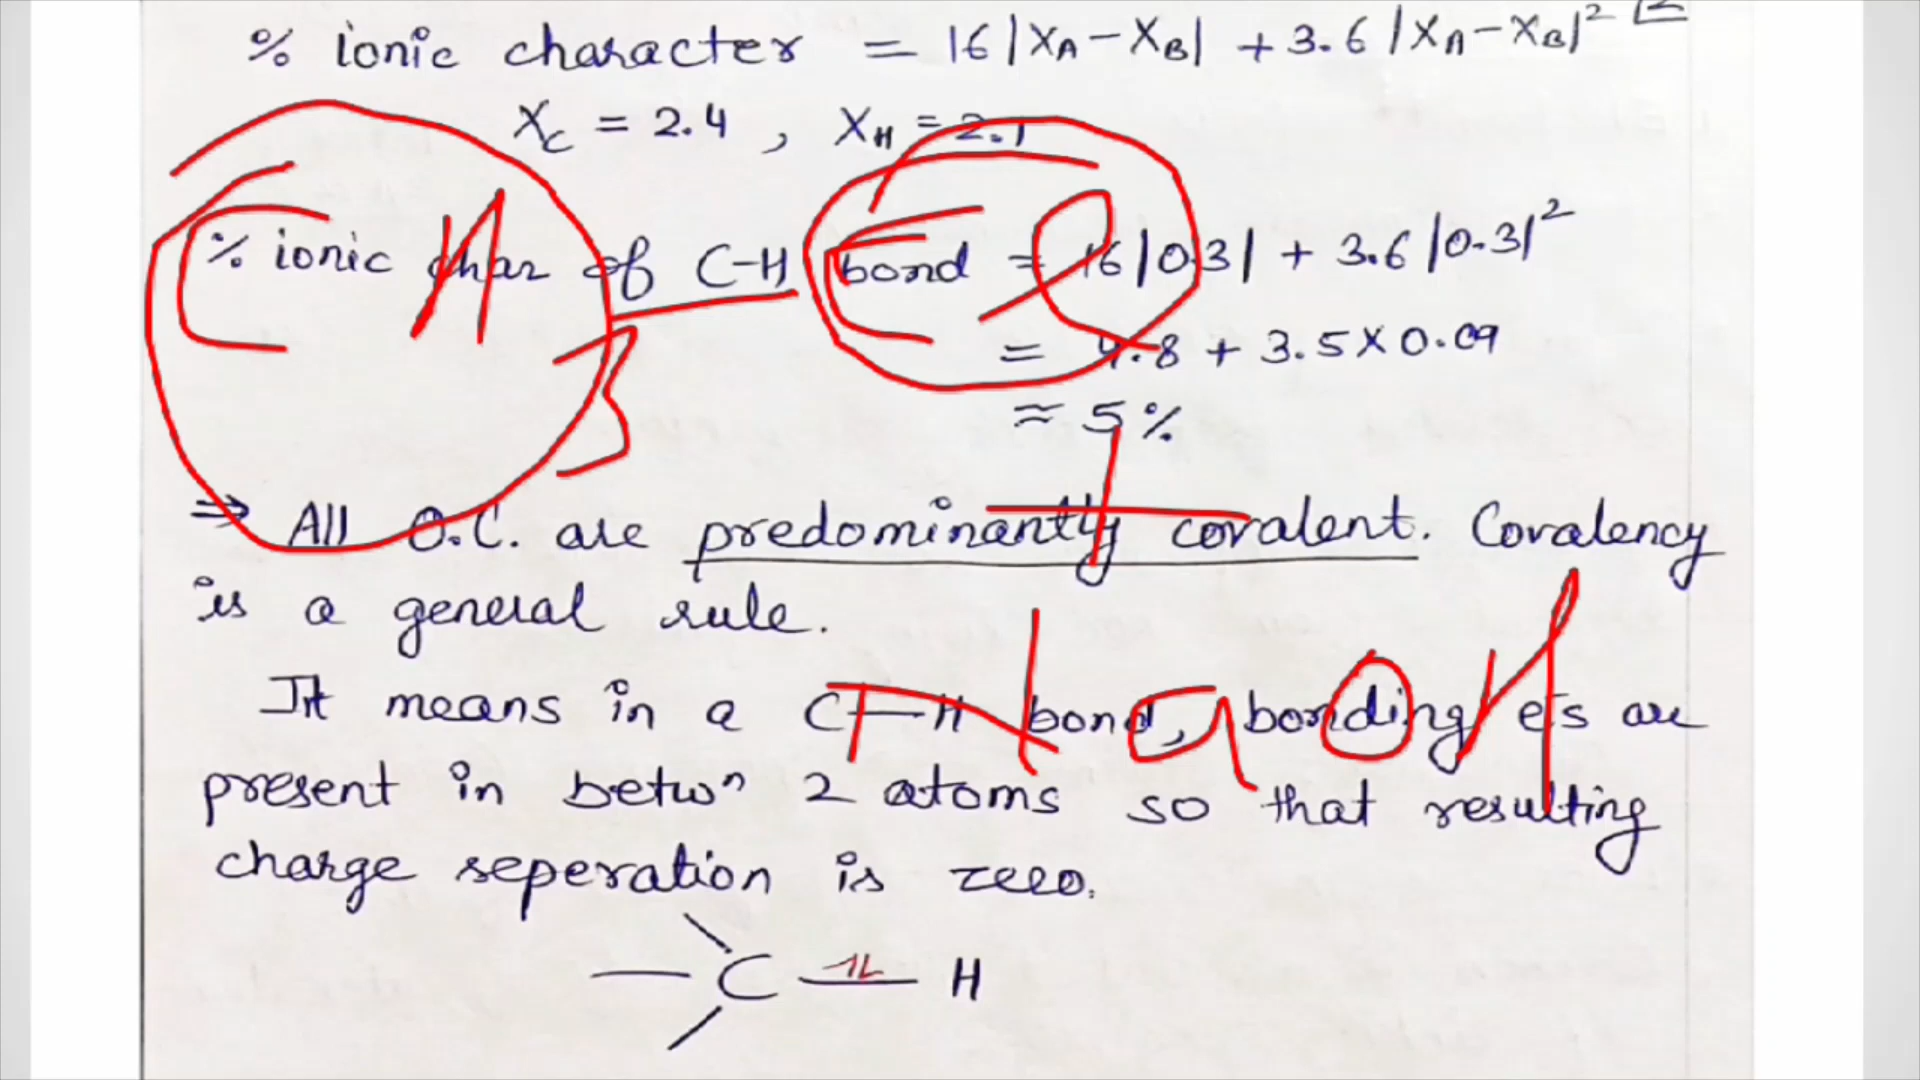 % ionic character = 16|XA - XB| + 3.6|XA - XB|²
XC = 2.4 , XH = 2.1
% ionic char of C-H bond = 16|0.3| + 3.6|0.3|²
= 4.8 + 3.5 × 0.09
≈ 5%
⇒ All O.C. are predominantly covalent. Covalency
is a general rule.
It means in a C—H bond, bonding e⁻s are
present in betwⁿ 2 atoms so that resulting
charge seperation is zero.
C 1L H